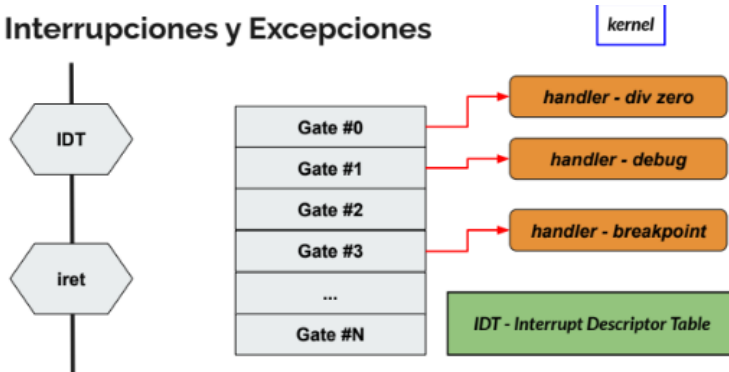 Interrupciones y Excepciones
kernel
IDT
iret
Gate #0
Gate #1
Gate #2
Gate #3
...
Gate #N
handler - div zero
handler - debug
handler - breakpoint
IDT - Interrupt Descriptor Table